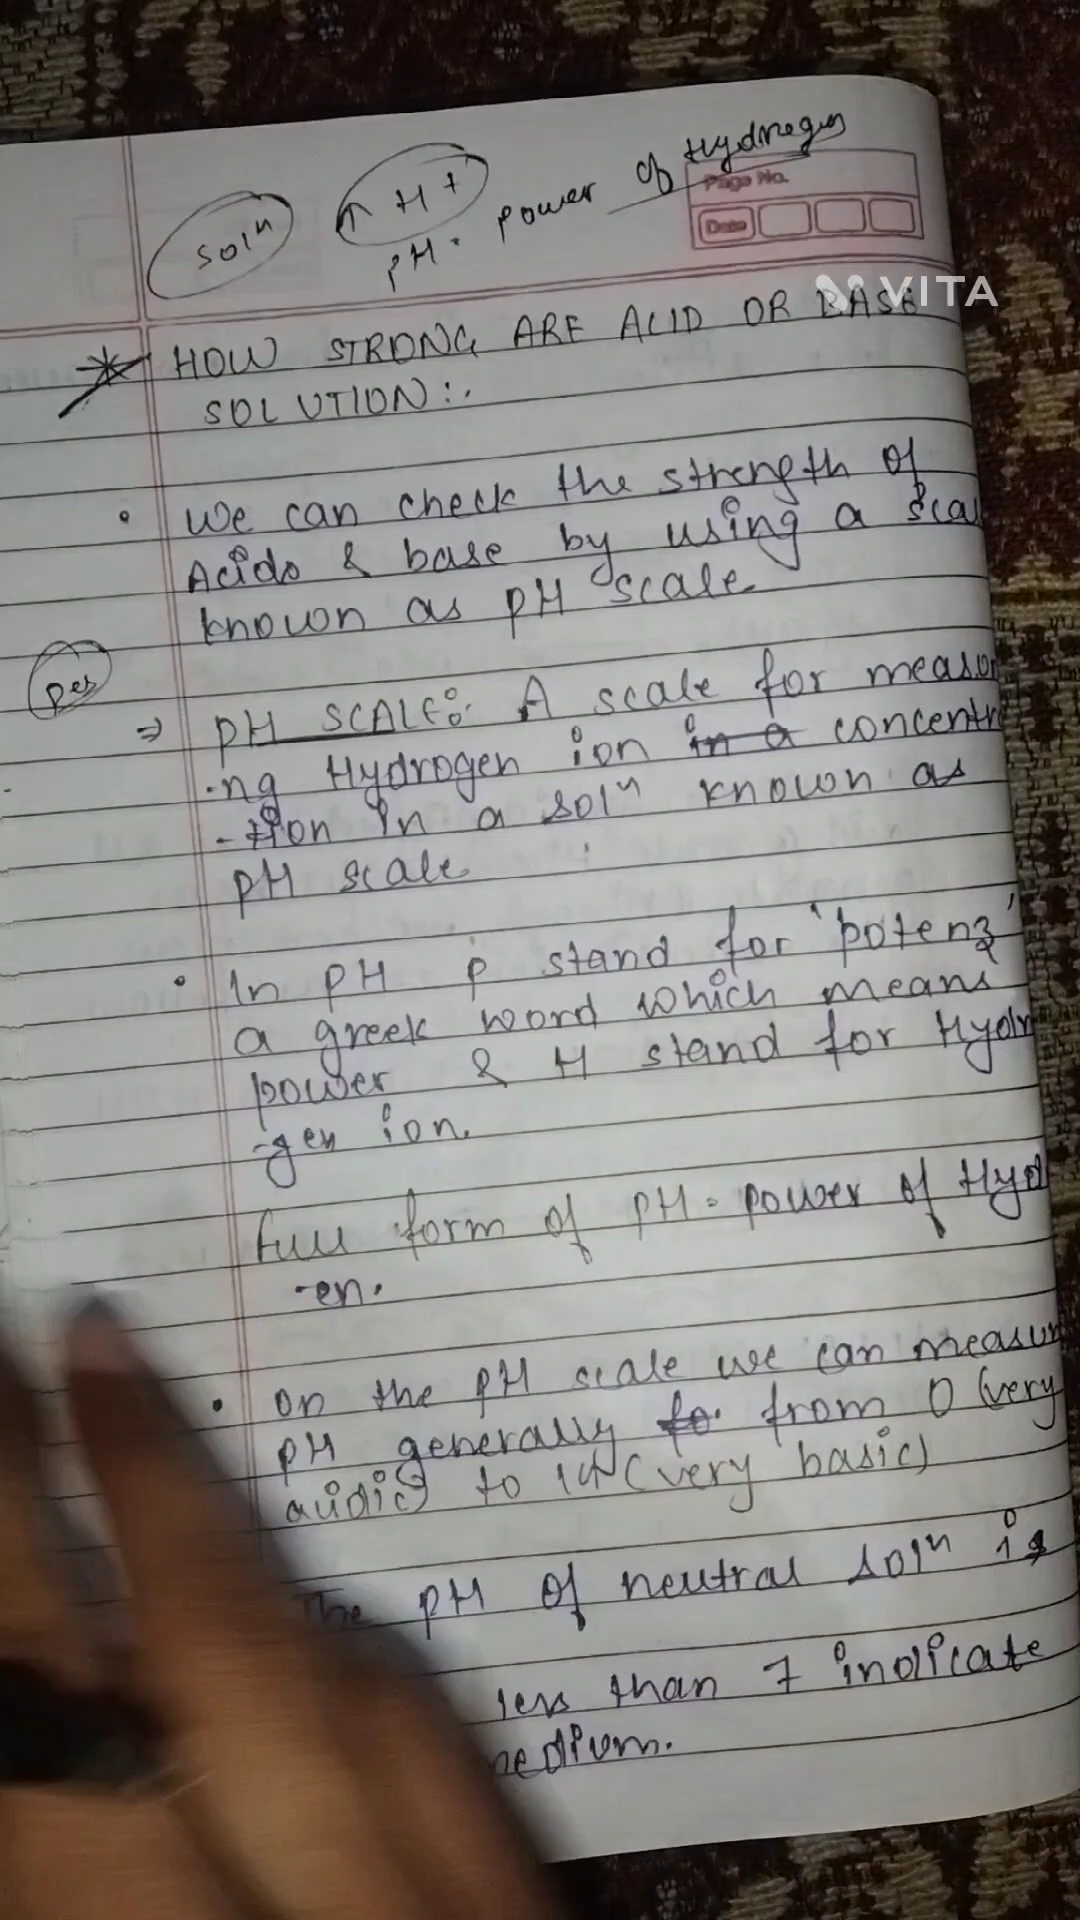 Solⁿ
↑ H+
pH = power of Hydrogen
Page No.
Date
VITA
HOW STRONG ARE ACID OR BASE
SOLUTION:.
• We can check the strength of
Acids & base by using a scal
known as pH scale.
⇒ pH SCALE: A scale for measur
-ng Hydrogen ion in a concentra
-tion in a solⁿ known as
pH scale.
• In pH p stand for 'potenz'
a greek word which means
power & H stand for Hydr
-gen ion.
full form of pH = power of Hyd
-en.
• On the pH scale we can measur
pH generally fo from 0 (very
acidic) to 14 (very basic)
The pH of neutral solⁿ is
less than 7 indicate
medium.